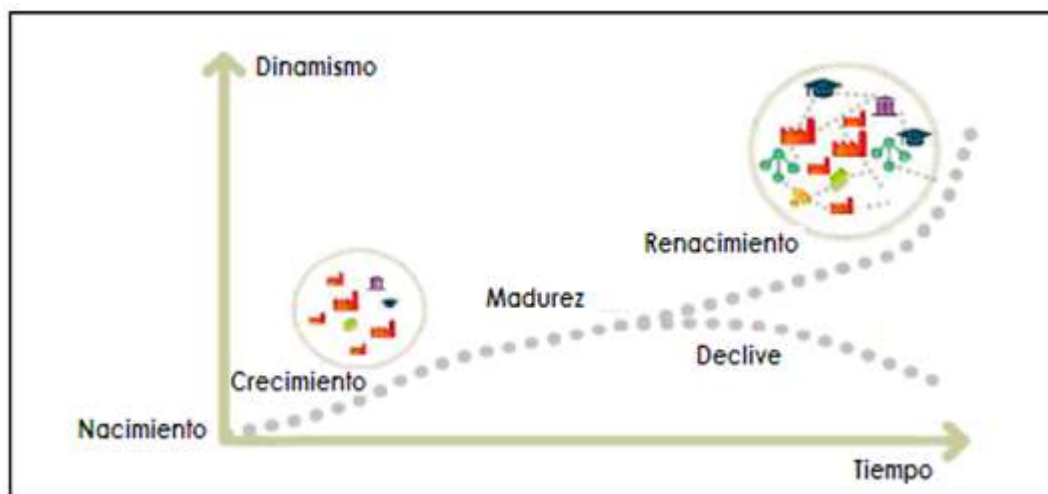 Dinamismo
Renacimiento
Madurez
Declive
Crecimiento
Nacimiento
Tiempo